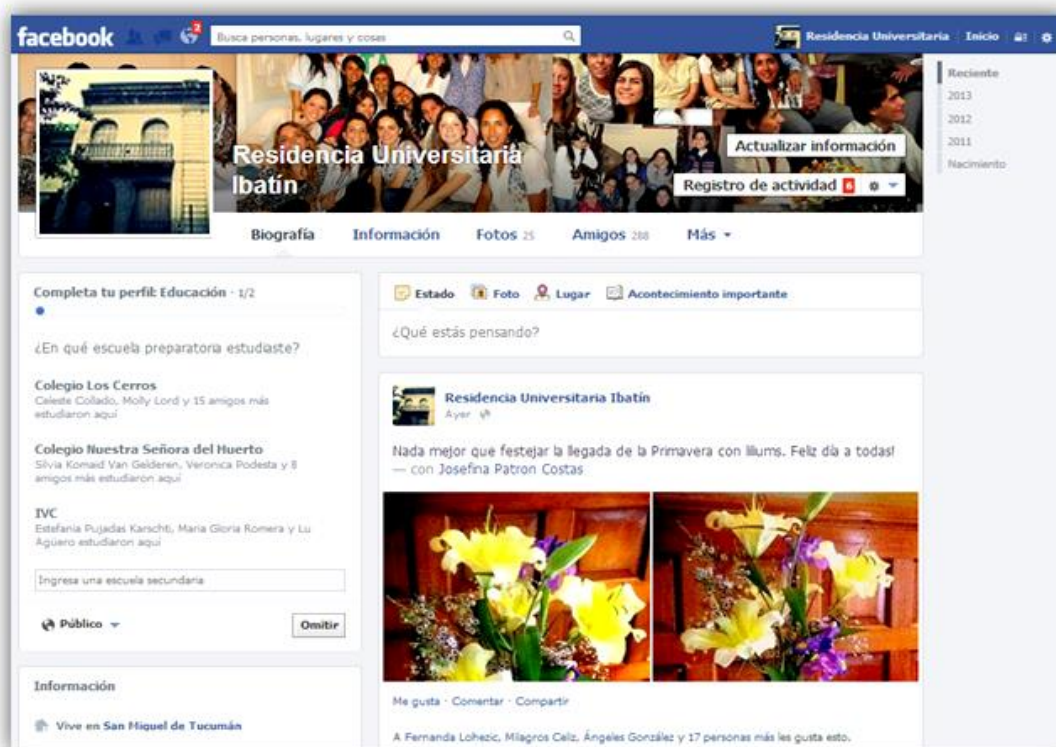 facebook
2
Busca personas, lugares y cosas
Residencia Universitaria
Inicio
Residencia Universitaria
Ibatín
Actualizar información
Registro de actividad 6
Biografía
Información
Fotos 25
Amigos 288
Más
Reciente
2013
2012
2011
Nacimiento
Completa tu perfil: Educación · 1/2
¿En qué escuela preparatoria estudiaste?
Colegio Los Cerros
Celeste Collado, Molly Lord y 15 amigos más
estudiaron aquí
Colegio Nuestra Señora del Huerto
Silvia Komaid Van Gelderen, Veronica Podesta y 8
amigos más estudiaron aquí
IVC
Estefania Pujadas Karschti, Maria Gloria Romera y Lu
Agüero estudiaron aquí
Ingresa una escuela secundaria
Público
Omitir
Información
Vive en San Miguel de Tucumán
Estado
Foto
Lugar
Acontecimiento importante
¿Qué estás pensando?
Residencia Universitaria Ibatín
Ayer
Nada mejor que festejar la llegada de la Primavera con liliums. Feliz día a todas!
— con Josefina Patron Costas
Me gusta · Comentar · Compartir
A Fernanda Lohezic, Milagros Celiz, Ángeles González y 17 personas más les gusta esto.